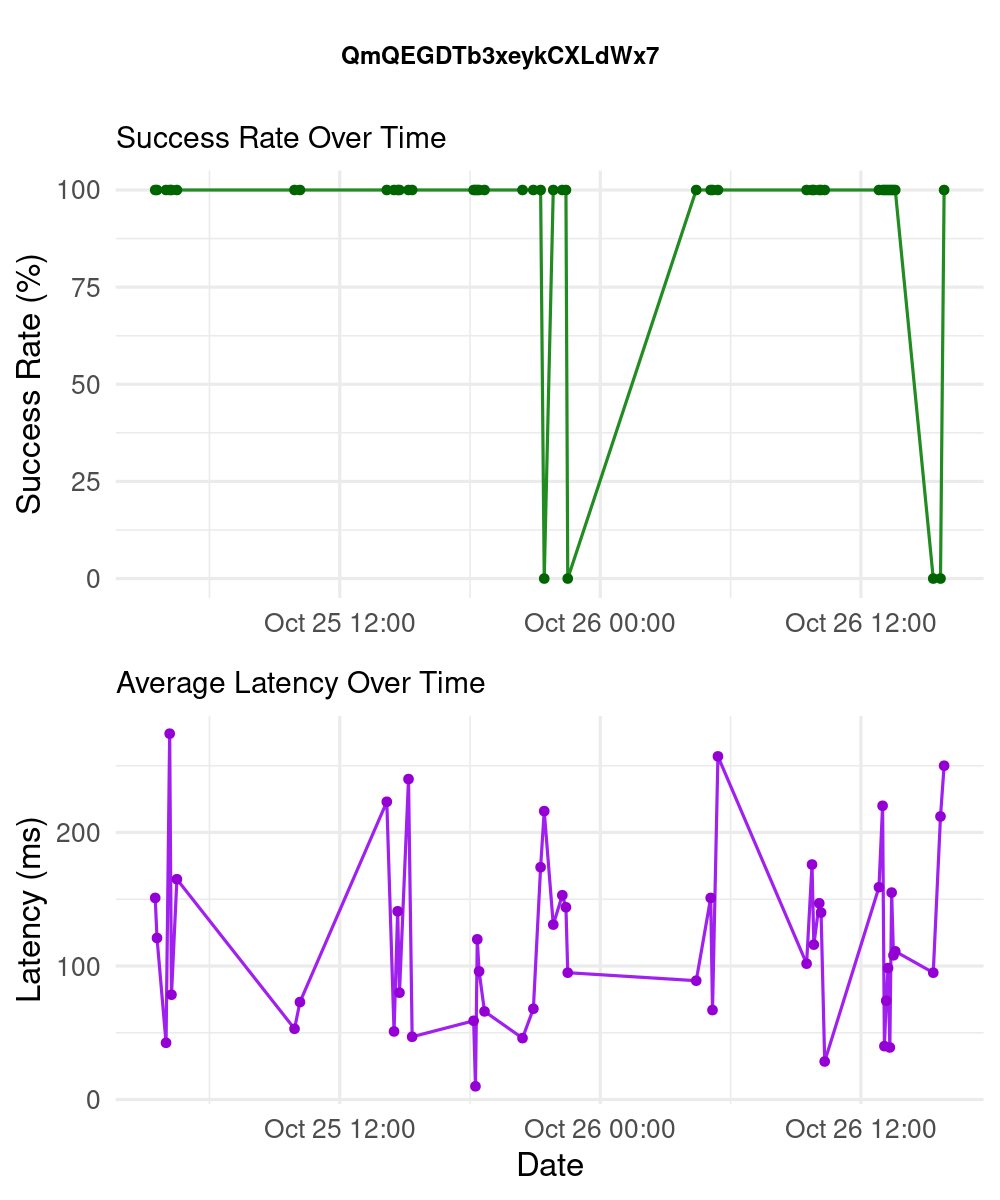 QmQEGDTb3xeykCXLdWx7
Success Rate Over Time
Success Rate (%)
100
75
50
25
0
Oct 25 12:00 Oct 26 00:00 Oct 26 12:00
Average Latency Over Time
Latency (ms)
200
100
0
Oct 25 12:00 Oct 26 00:00 Oct 26 12:00
Date